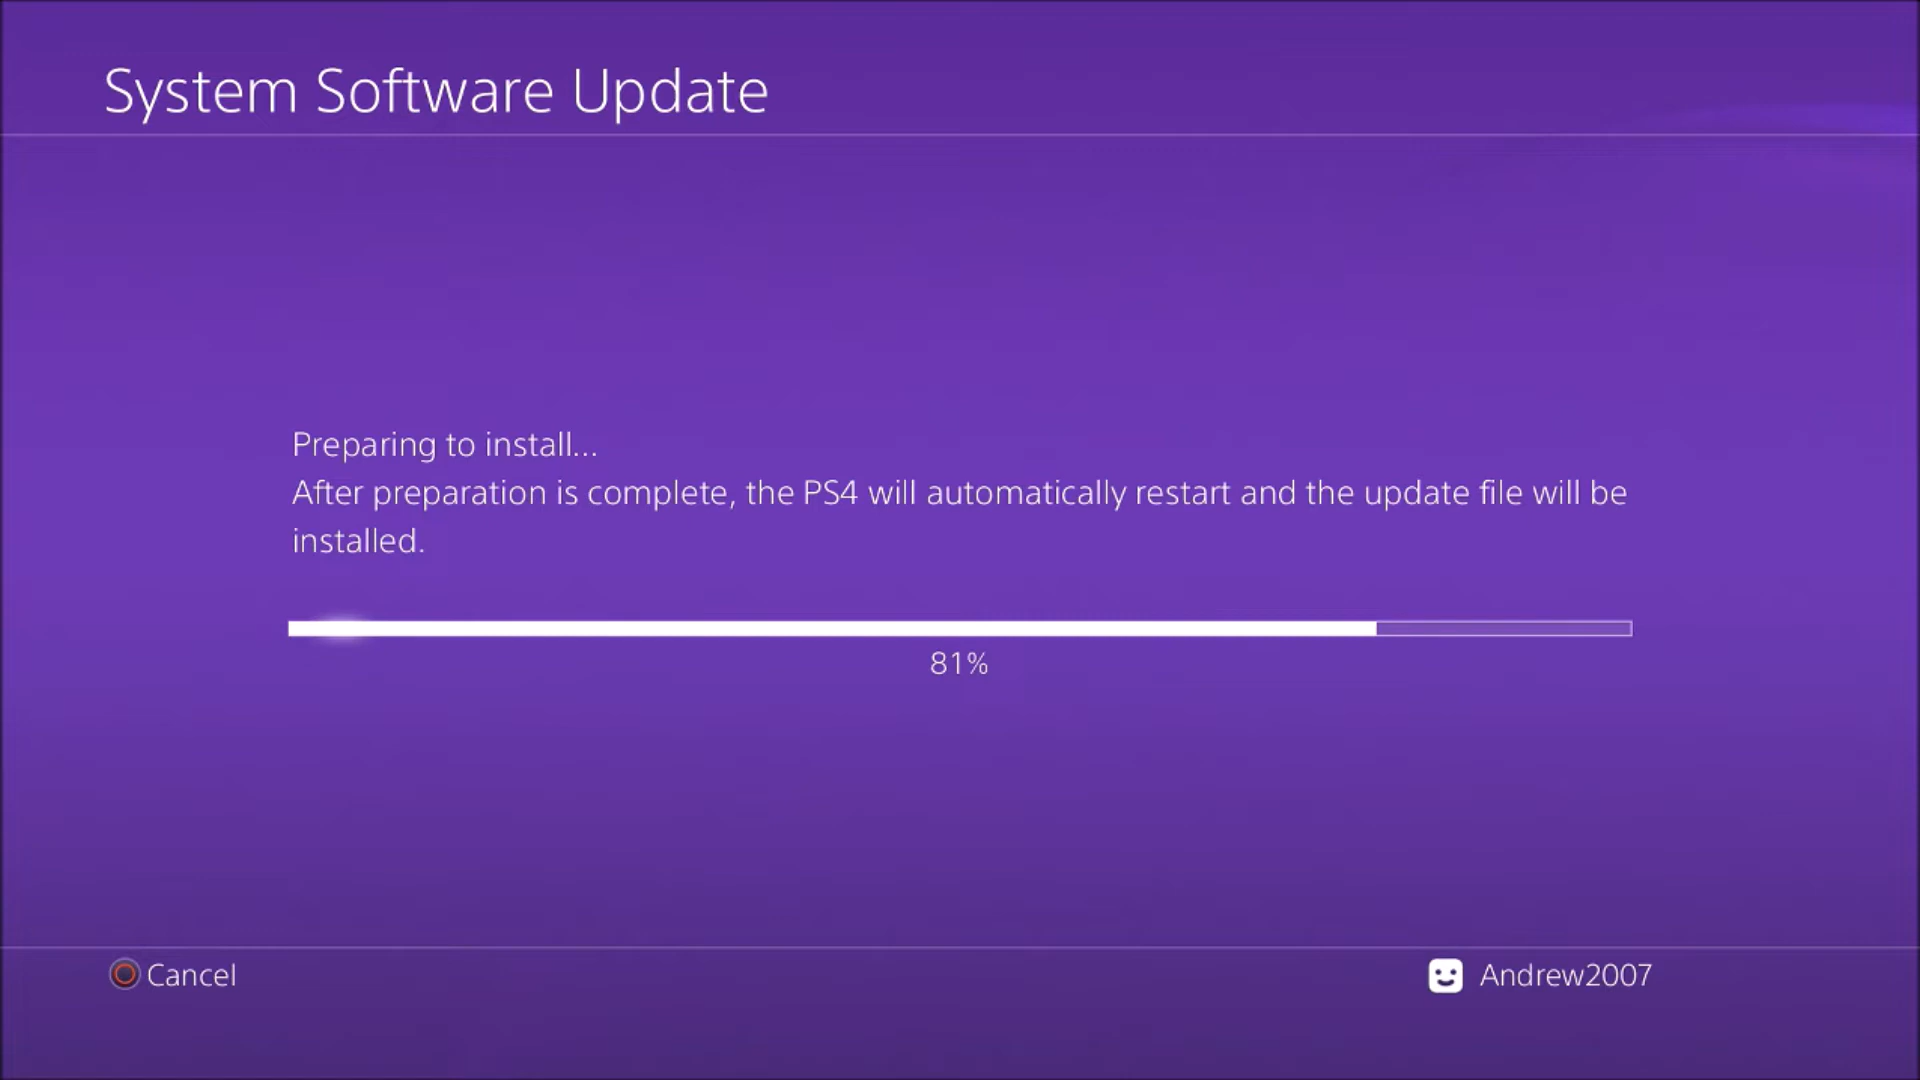 System Software Update
Preparing to install...
After preparation is complete, the PS4 will automatically restart and the update file will be
installed.
81%
Cancel
Andrew2007